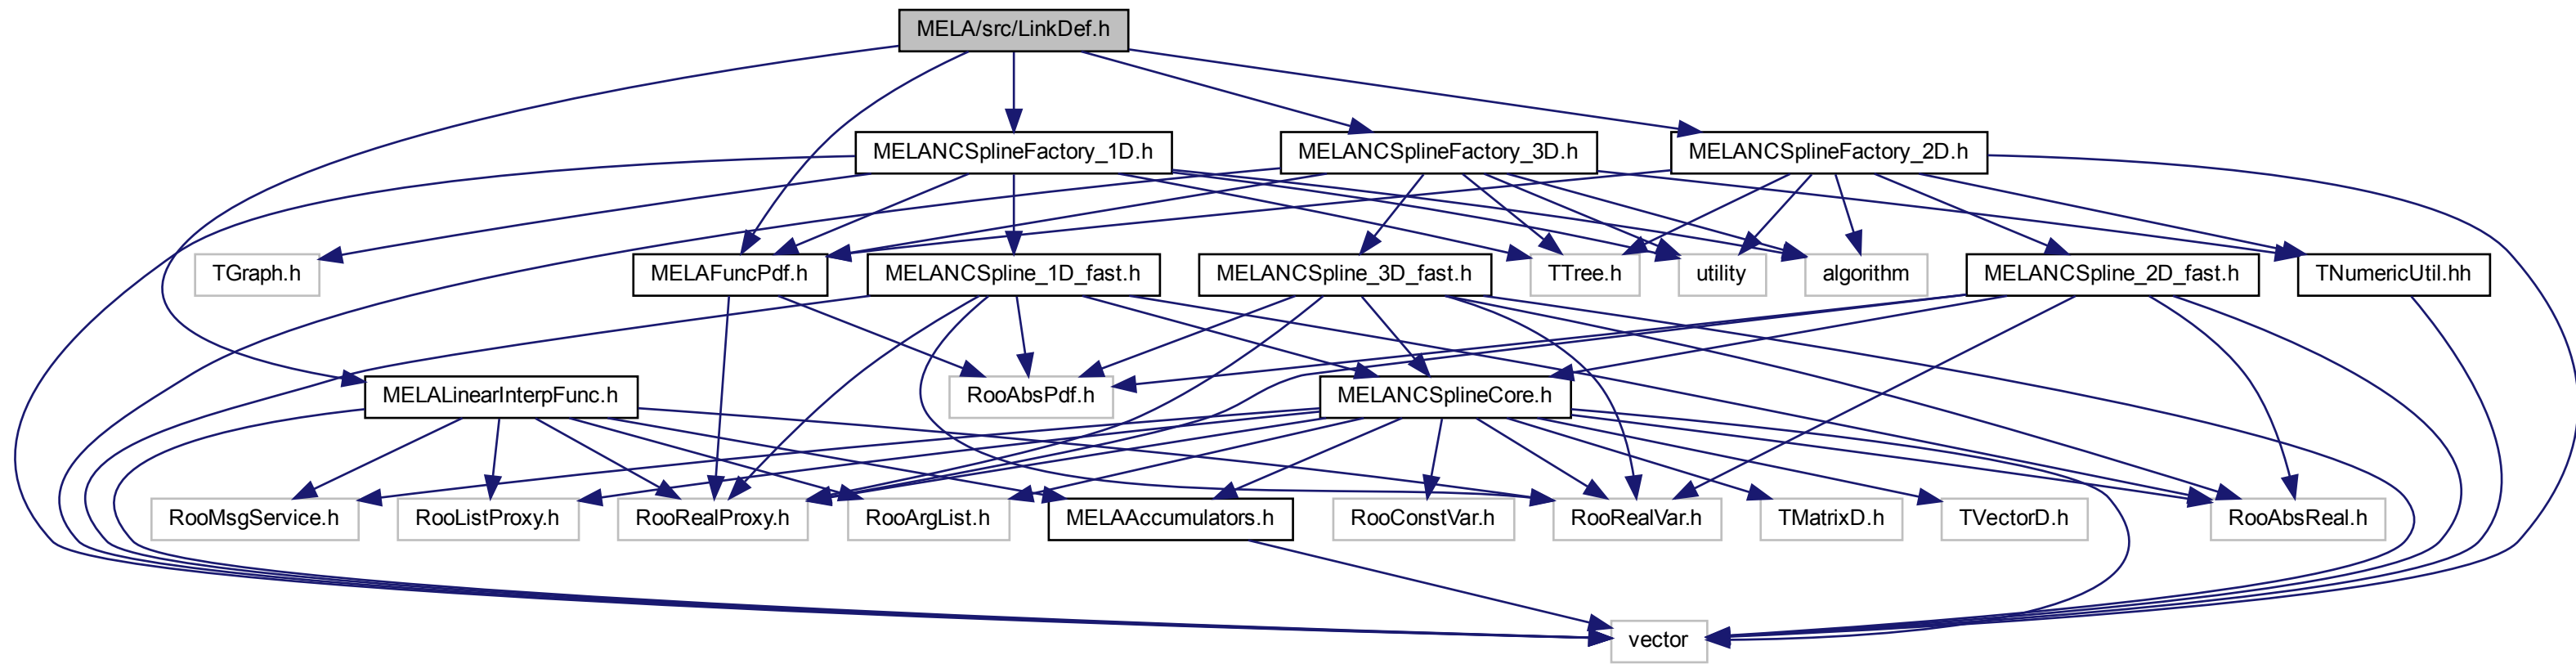 MELA/src/LinkDef.h
MELANCSplineFactory_1D.h
MELANCSplineFactory_3D.h
MELANCSplineFactory_2D.h
TGraph.h
MELAFuncPdf.h
MELANCSpline_1D_fast.h
MELANCSpline_3D_fast.h
TTree.h
utility
algorithm
MELANCSpline_2D_fast.h
TNumericUtil.hh
MELALinearInterpFunc.h
RooAbsPdf.h
MELANCSplineCore.h
RooMsgService.h
RooListProxy.h
RooRealProxy.h
RooArgList.h
MELAAccumulators.h
RooConstVar.h
RooRealVar.h
TMatrixD.h
TVectorD.h
RooAbsReal.h
vector